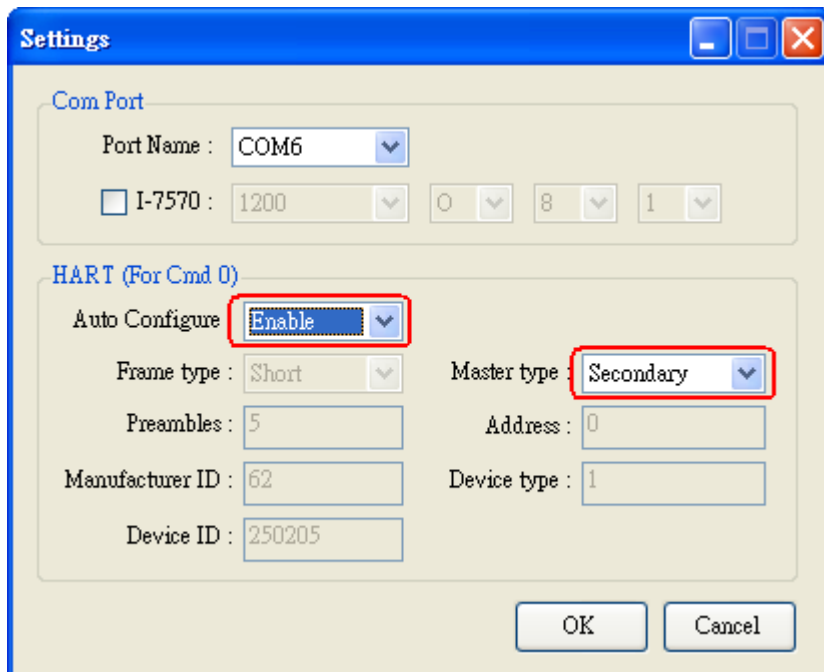 Settings
Com Port
Port Name : COM6
I-7570 : 1200 O 8 1
HART (For Cmd 0)
Auto Configure Enable
Frame type : Short Master type : Secondary
Preambles : 5 Address : 0
Manufacturer ID : 62 Device type : 1
Device ID : 250205
OK Cancel